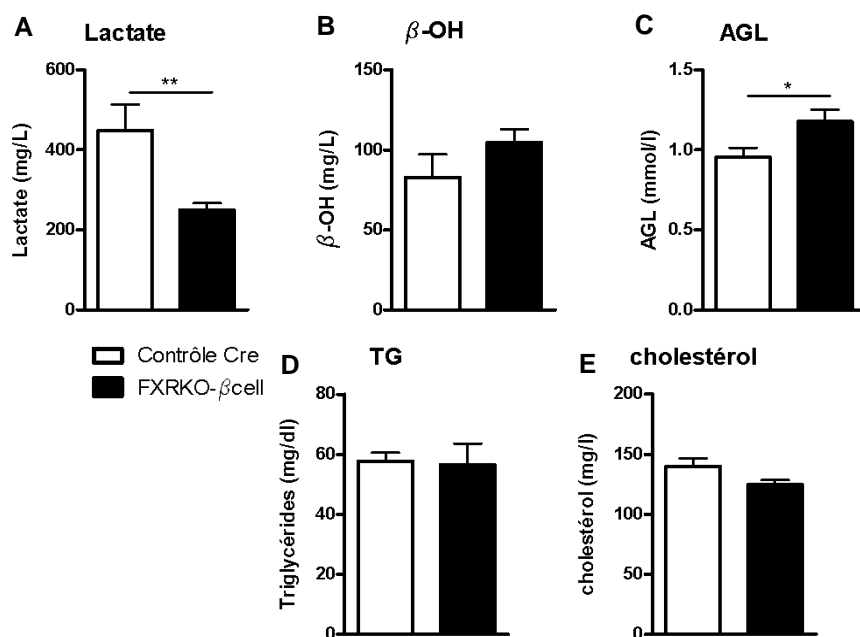 A
Lactate
600
400
200
0
Lactate (mg/L)
**
B
β-OH
150
100
50
0
β-OH (mg/L)
C
AGL
1.5
1.0
0.5
0.0
AGL (mmol/l)
*
Contrôle Cre
FXRKO-βcell
D
TG
80
60
40
20
0
Triglycérides (mg/dl)
E
cholestérol
200
150
100
50
0
cholestérol (mg/l)